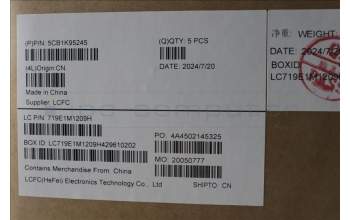 (P)P/N: 5CB1K95245
(Q)QTY: 5 PCS
(4L)Origin:CN
DATE: 2024/7/20
Made in China
Supplier: LCFC
净重: WEIGHT
DATE: 2024/7/
BOXID
LC719E1M1209
LC P/N: 719E1M1209H
PO: 4A4502145325
BOX ID: LC719E1M1209H429610202
MO: 20050777
Contains Merchandise From China
LCFC(HeFei) Electronics Technology Co., Ltd
SHIPTO: CN